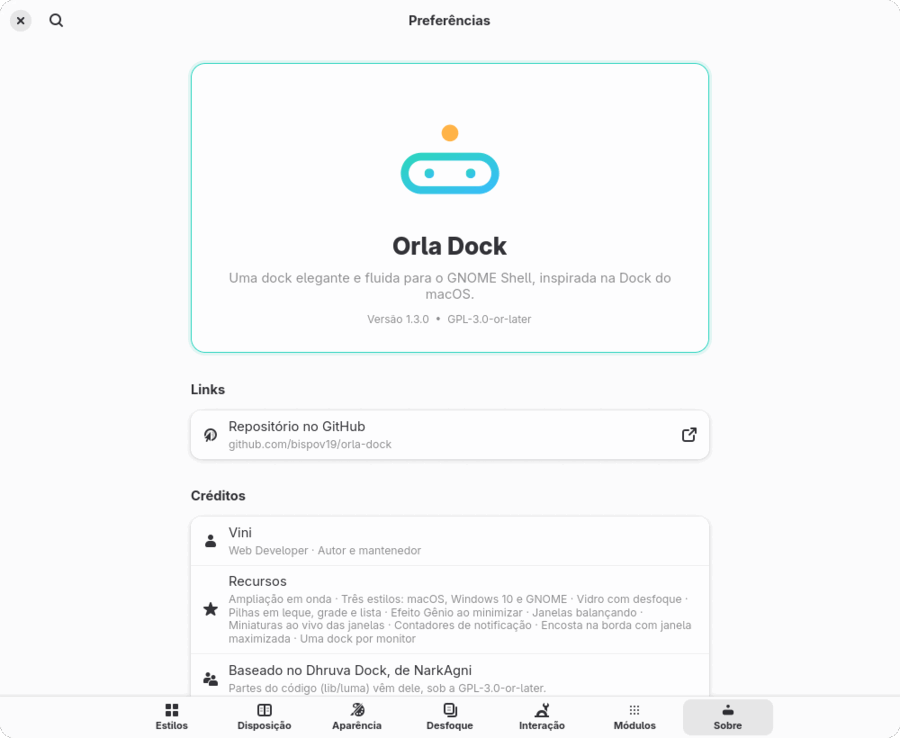 Preferências
Orla Dock
Uma dock elegante e fluida para o GNOME Shell, inspirada na Dock do
macOS.
Versão 1.3.0 • GPL-3.0-or-later
Links
Repositório no GitHub
github.com/bispov19/orla-dock
Créditos
Vini
Web Developer · Autor e mantenedor
Recursos
Ampliação em onda · Três estilos: macOS, Windows 10 e GNOME · Vidro com desfoque ·
Pilhas em leque, grade e lista · Efeito Gênio ao minimizar · Janelas balançando ·
Miniaturas ao vivo das janelas · Contadores de notificação · Encosta na borda com janela
maximizada · Uma dock por monitor
Baseado no Dhruva Dock, de NarkAgni
Partes do código (lib/luma) vêm dele, sob a GPL-3.0-or-later.
Estilos
Disposição
Aparência
Desfoque
Interação
Módulos
Sobre